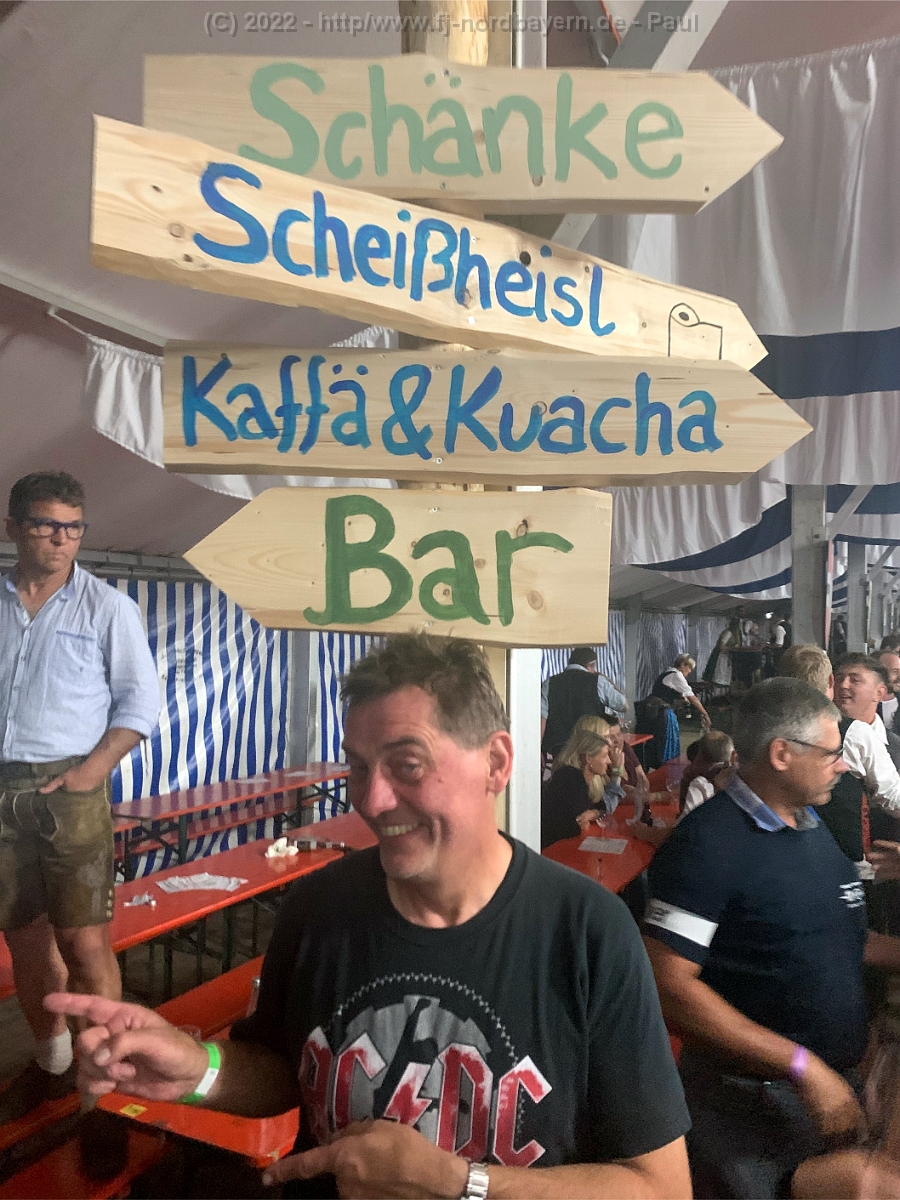 (C) 2022 - http/www.fj-nordbayern.de - Paul
Schänke
Scheißheisl
Kaffä & Kuacha
Bar
AC DC